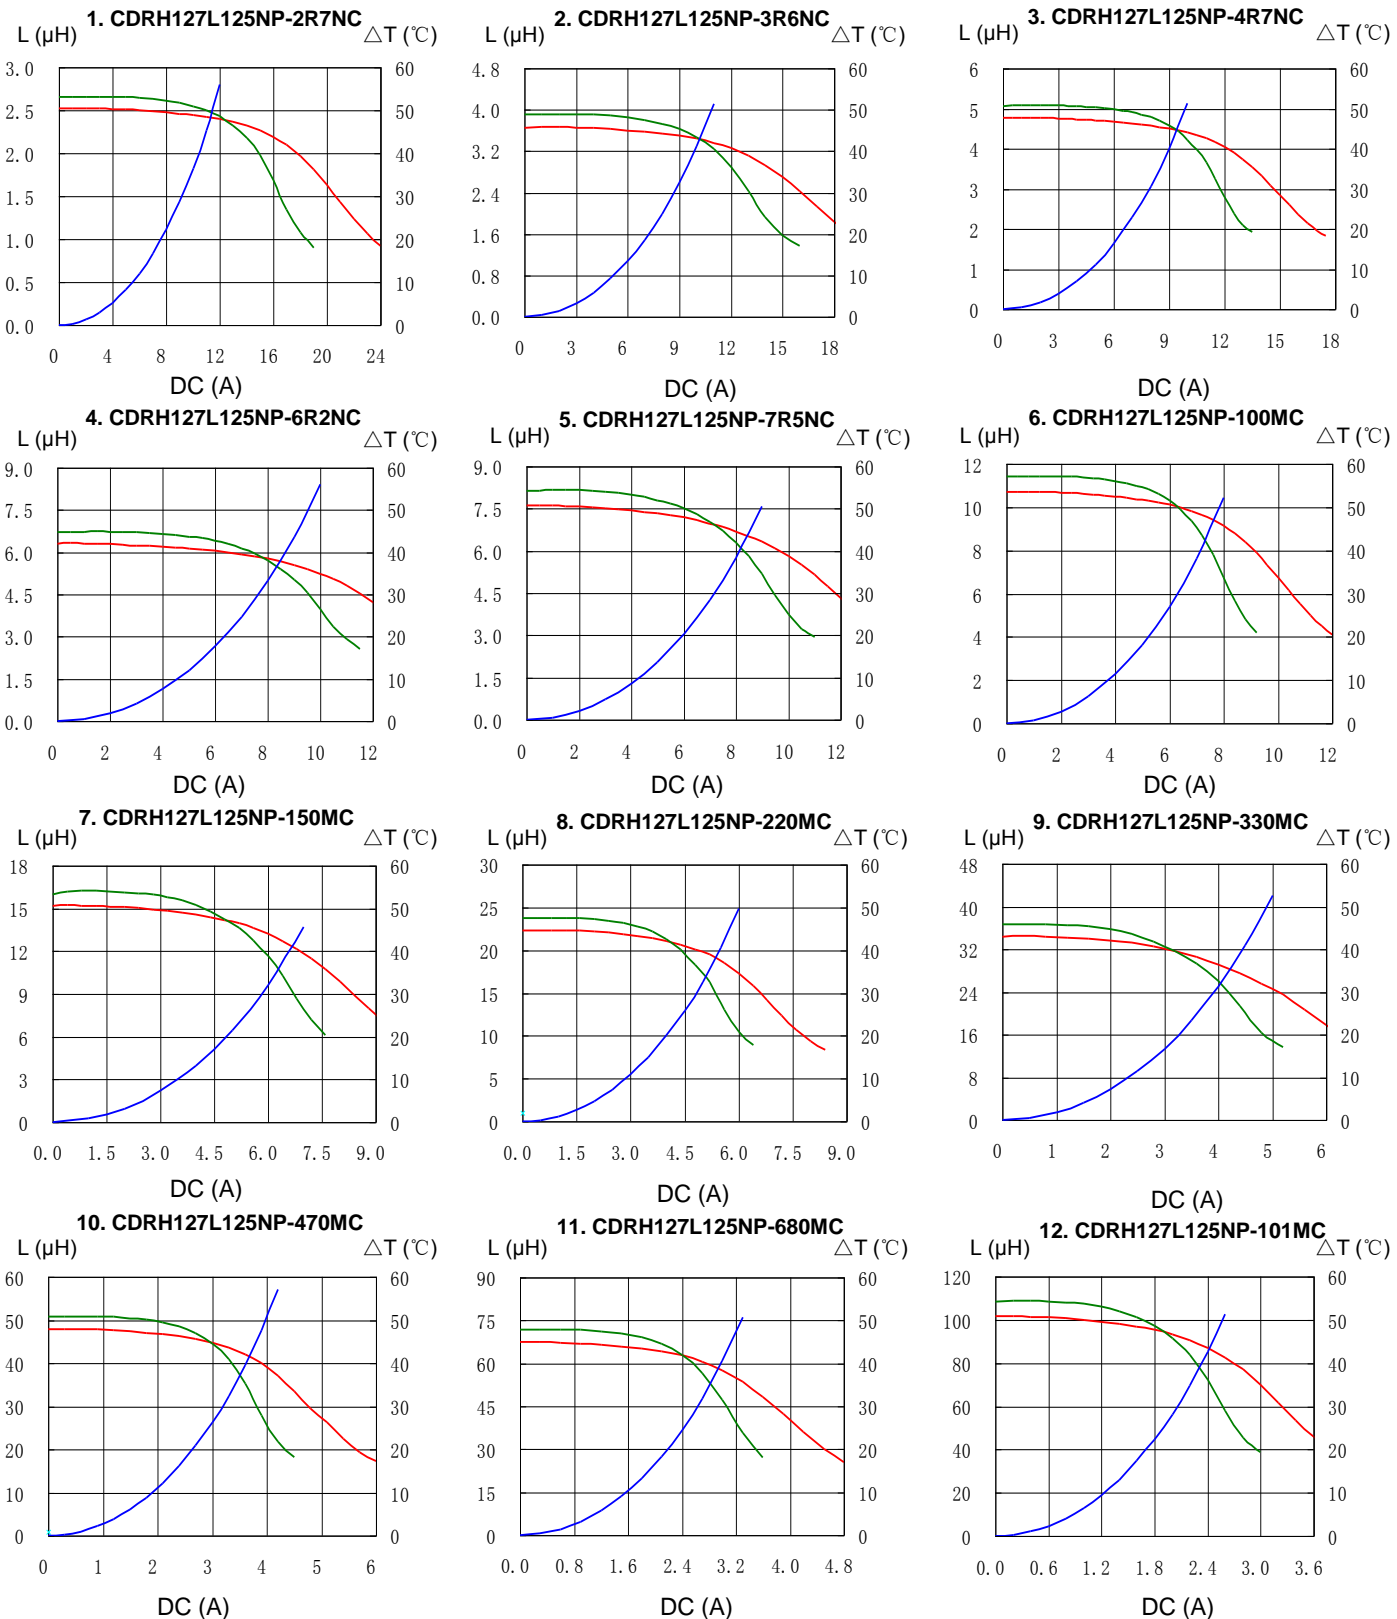 1. CDRH127L125NP-2R7NC
L (µH) △T (℃)
3.0 60
2.5 50
2.0 40
1.5 30
1.0 20
0.5 10
0.0 0
0 4 8 12 16 20 24
DC (A)
2. CDRH127L125NP-3R6NC
L (µH) △T (℃)
4.8 60
4.0 50
3.2 40
2.4 30
1.6 20
0.8 10
0.0 0
0 3 6 9 12 15 18
DC (A)
3. CDRH127L125NP-4R7NC
L (µH) △T (℃)
6 60
5 50
4 40
3 30
2 20
1 10
0 0
0 3 6 9 12 15 18
DC (A)
4. CDRH127L125NP-6R2NC
L (µH) △T (℃)
9.0 60
7.5 50
6.0 40
4.5 30
3.0 20
1.5 10
0.0 0
0 2 4 6 8 10 12
DC (A)
5. CDRH127L125NP-7R5NC
L (µH) △T (℃)
9.0 60
7.5 50
6.0 40
4.5 30
3.0 20
1.5 10
0.0 0
0 2 4 6 8 10 12
DC (A)
6. CDRH127L125NP-100MC
L (µH) △T (℃)
12 60
10 50
8 40
6 30
4 20
2 10
0 0
0 2 4 6 8 10 12
DC (A)
7. CDRH127L125NP-150MC
L (µH) △T (℃)
18 60
15 50
12 40
9 30
6 20
3 10
0 0
0.0 1.5 3.0 4.5 6.0 7.5 9.0
DC (A)
8. CDRH127L125NP-220MC
L (µH) △T (℃)
30 60
25 50
20 40
15 30
10 20
5 10
0 0
0.0 1.5 3.0 4.5 6.0 7.5 9.0
DC (A)
9. CDRH127L125NP-330MC
L (µH) △T (℃)
48 60
40 50
32 40
24 30
16 20
8 10
0 0
0 1 2 3 4 5 6
DC (A)
10. CDRH127L125NP-470MC
L (µH) △T (℃)
60 60
50 50
40 40
30 30
20 20
10 10
0 0
0 1 2 3 4 5 6
DC (A)
11. CDRH127L125NP-680MC
L (µH) △T (℃)
90 60
75 50
60 40
45 30
30 20
15 10
0 0
0.0 0.8 1.6 2.4 3.2 4.0 4.8
DC (A)
12. CDRH127L125NP-101MC
L (µH) △T (℃)
120 60
100 50
80 40
60 30
40 20
20 10
0 0
0.0 0.6 1.2 1.8 2.4 3.0 3.6
DC (A)